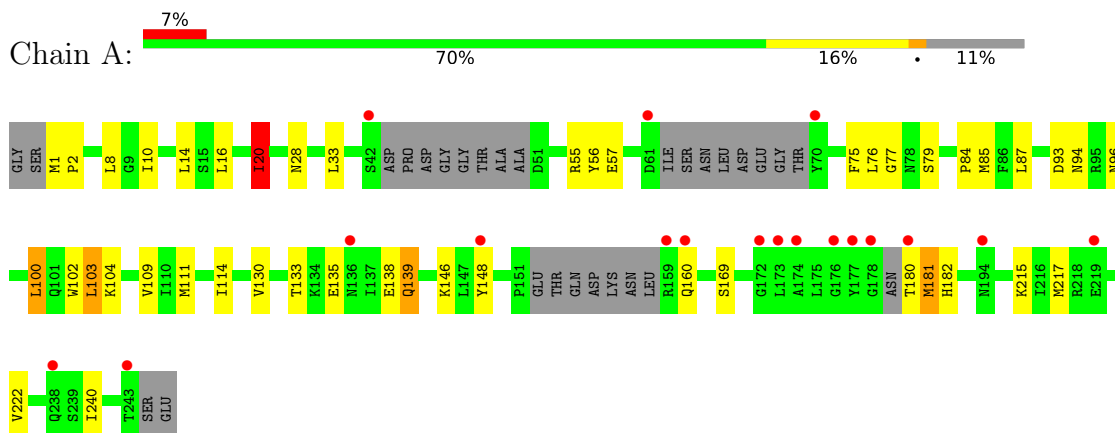 7%
Chain A:
70% 16% • 11%
GLY SER M1 P2 L8 G9 I10 L14 S15 L16 I20 N28 L33 S42 ASP PRO ASP GLY GLY THR ALA ALA D51 R55 Y56 E57 D61 ILE SER ASN LEU ASP GLU GLY THR Y70 F75 L76 G77 N78 S79 P84 M85 F86 L87 D93 N94 R95 N96
L100 Q101 W102 L103 K104 V109 I110 M111 I114 V130 T133 K134 E135 N136 I137 E138 Q139 K146 L147 Y148 P151 GLU THR GLN ASP LYS ASN LEU R159 Q160 S169 G172 L173 A174 L175 G176 Y177 G178 ASN T180 M181 H182 N194 K215 I216 M217 R218 E219
V222 Q238 S239 I240 T243 SER GLU